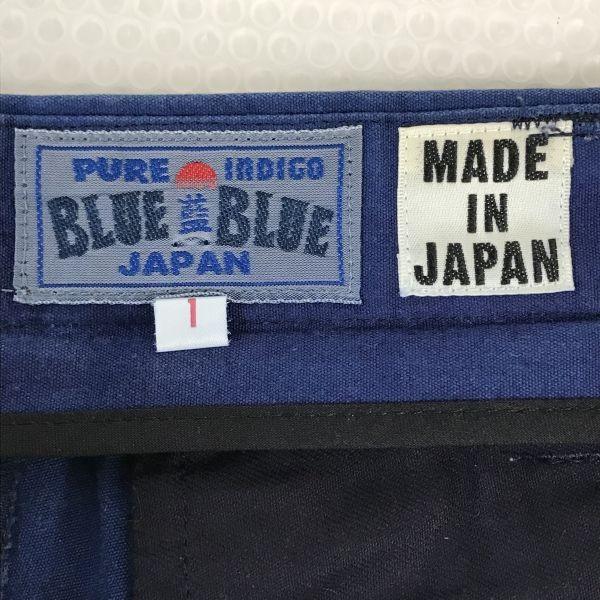 PURE INDIGO
BLUE 藍 BLUE
JAPAN
1
MADE
IN
JAPAN